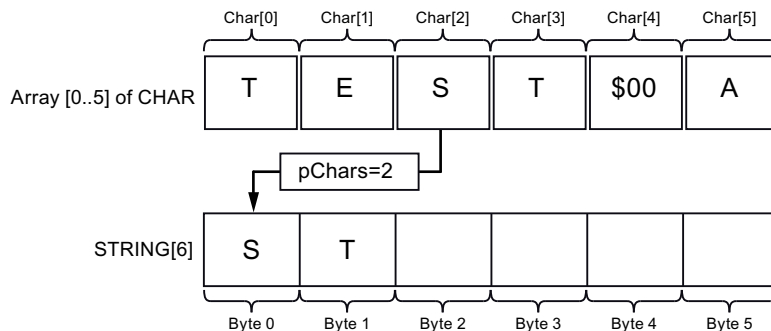 Char[0] Char[1] Char[2] Char[3] Char[4] Char[5]
Array [0..5] of CHAR T E S T $00 A
pChars=2
STRING[6] S T
Byte 0 Byte 1 Byte 2 Byte 3 Byte 4 Byte 5